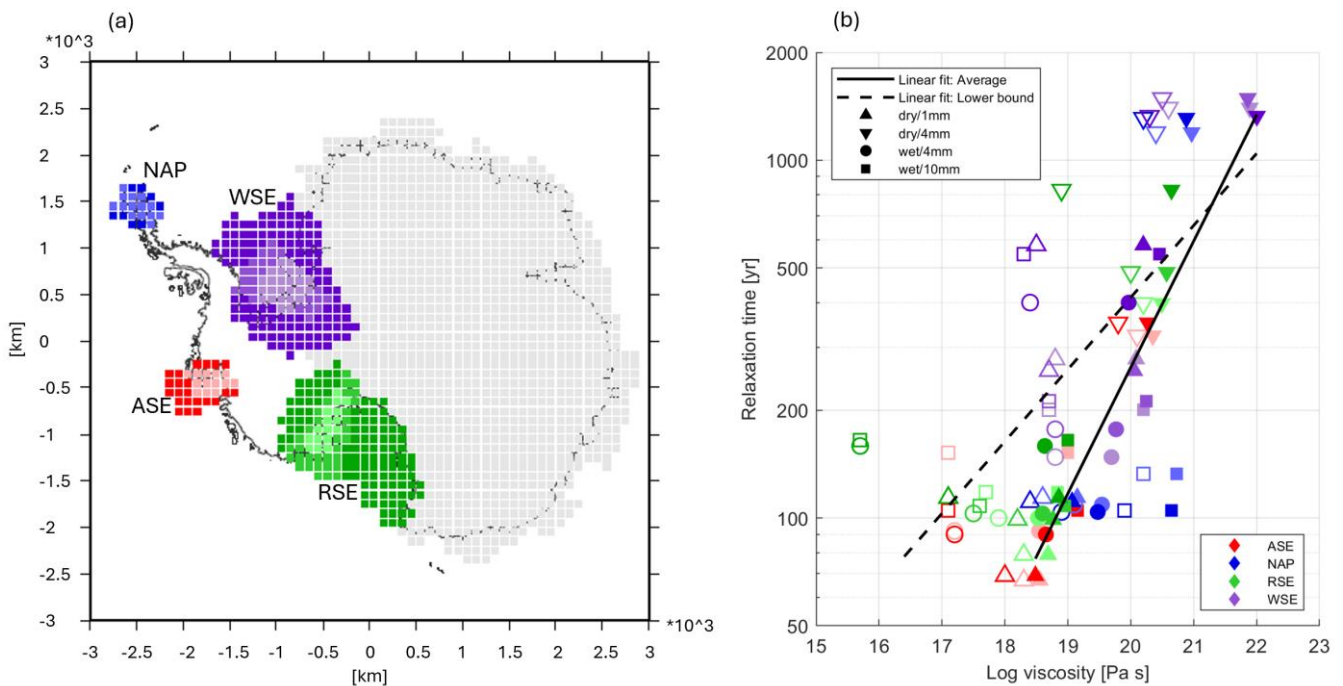 (a)
*10^3
3
2.5
2
1.5
1
0.5
0
-0.5
-1
-1.5
-2
-2.5
-3
[km]
NAP
WSE
ASE
RSE
-3 -2.5 -2 -1.5 -1 -0.5 0 0.5 1 1.5 2 2.5 3
*10^3
[km]
(b)
2000
1000
500
200
100
50
Relaxation time [yr]
Linear fit: Average
Linear fit: Lower bound
dry/1mm
dry/4mm
wet/4mm
wet/10mm
ASE
NAP
RSE
WSE
15 16 17 18 19 20 21 22 23
Log viscosity [Pa s]